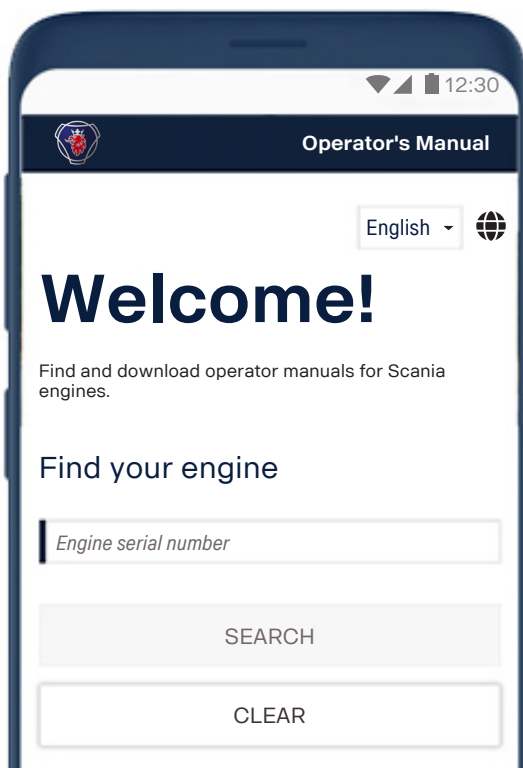 12:30
Operator's Manual
English
Welcome!
Find and download operator manuals for Scania
engines.
Find your engine
Engine serial number
SEARCH
CLEAR